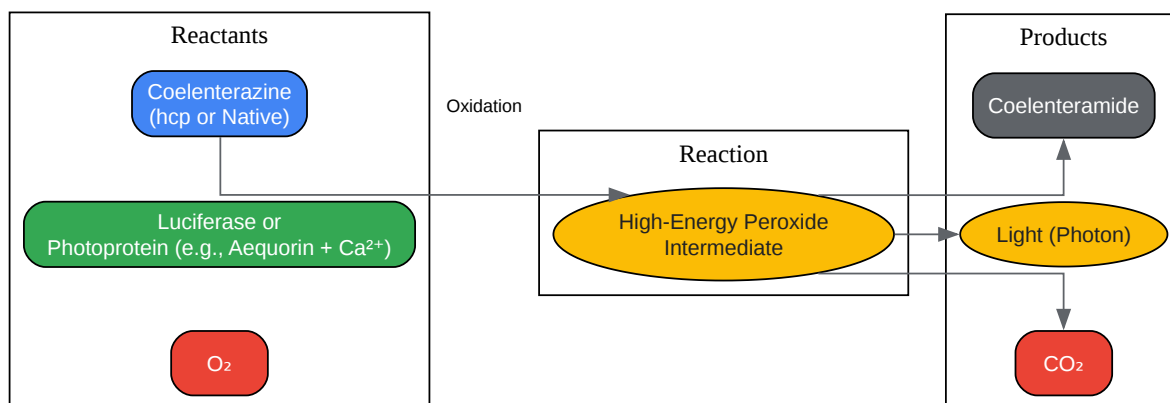 Reactants
Coelenterazine
(hcp or Native)
Luciferase or
Photoprotein (e.g., Aequorin + Ca²⁺)
O₂
Oxidation
Reaction
High-Energy Peroxide
Intermediate
Products
Coelenteramide
Light (Photon)
CO₂